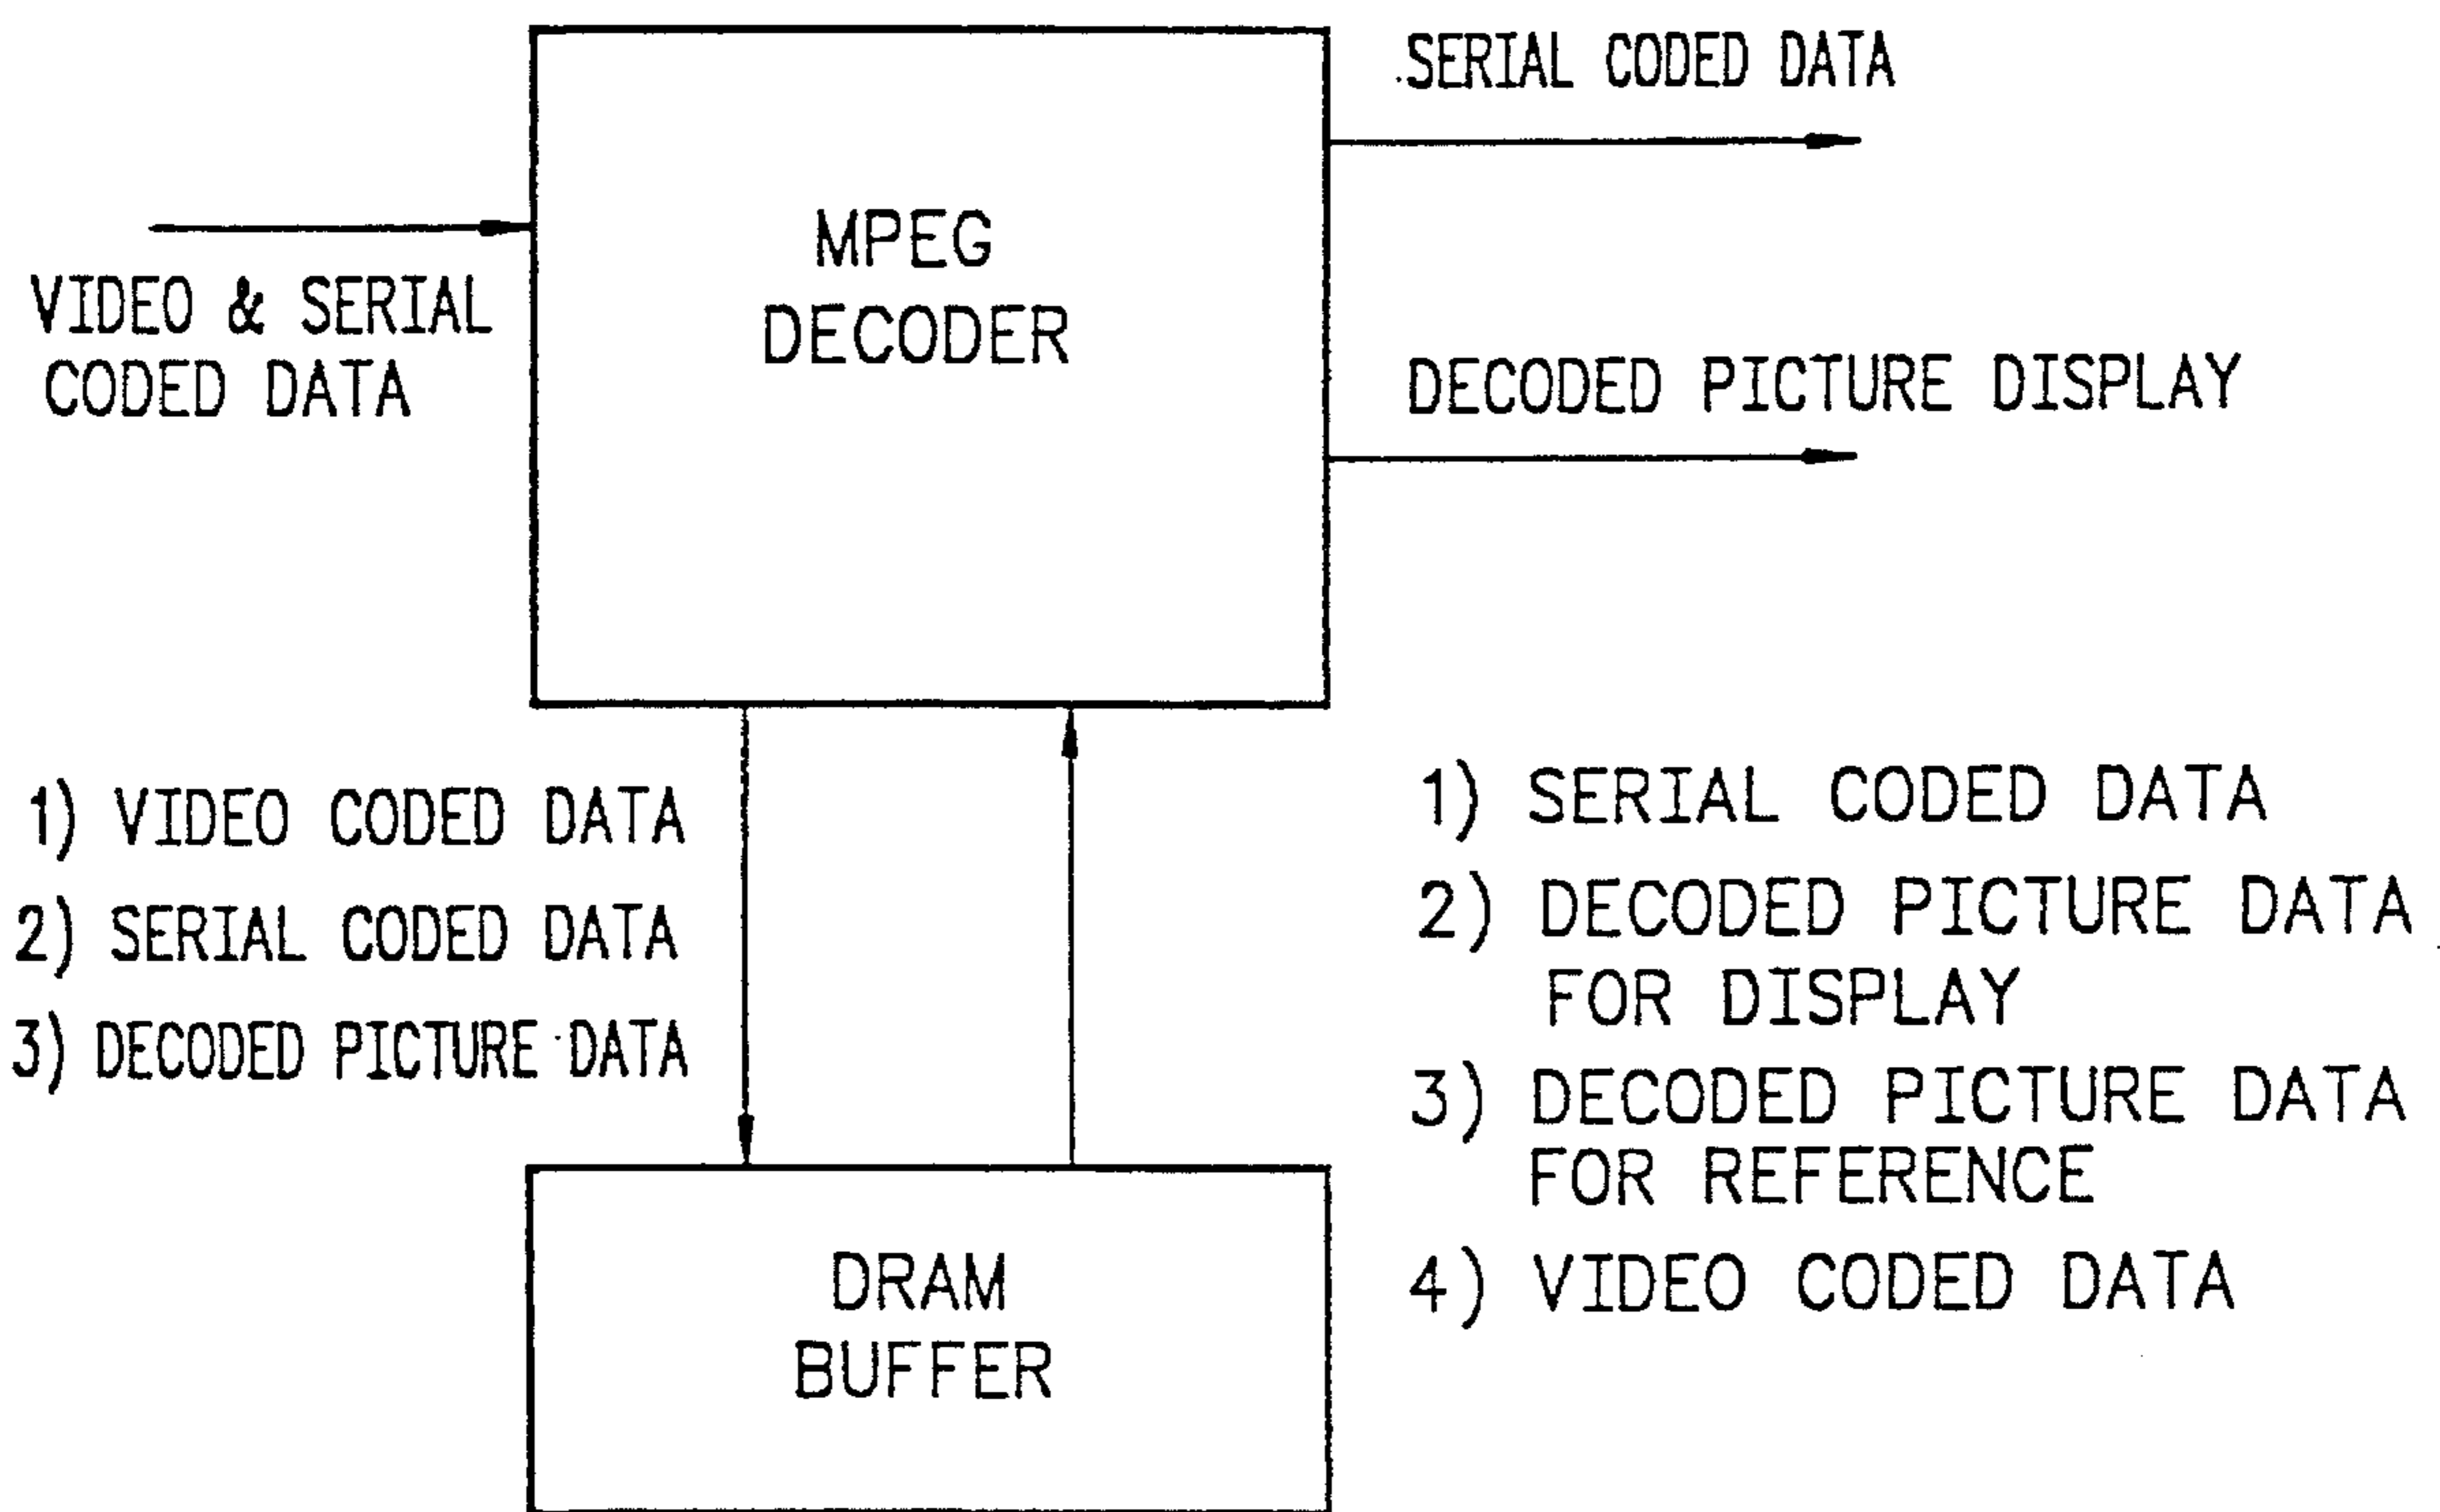 SERIAL CODED DATA
MPEG
DECODER
VIDEO & SERIAL
CODED DATA
DECODED PICTURE DISPLAY
1) VIDEO CODED DATA
2) SERIAL CODED DATA
3) DECODED PICTURE DATA
1) SERIAL CODED DATA
2) DECODED PICTURE DATA
FOR DISPLAY
3) DECODED PICTURE DATA
FOR REFERENCE
4) VIDEO CODED DATA
DRAM
BUFFER